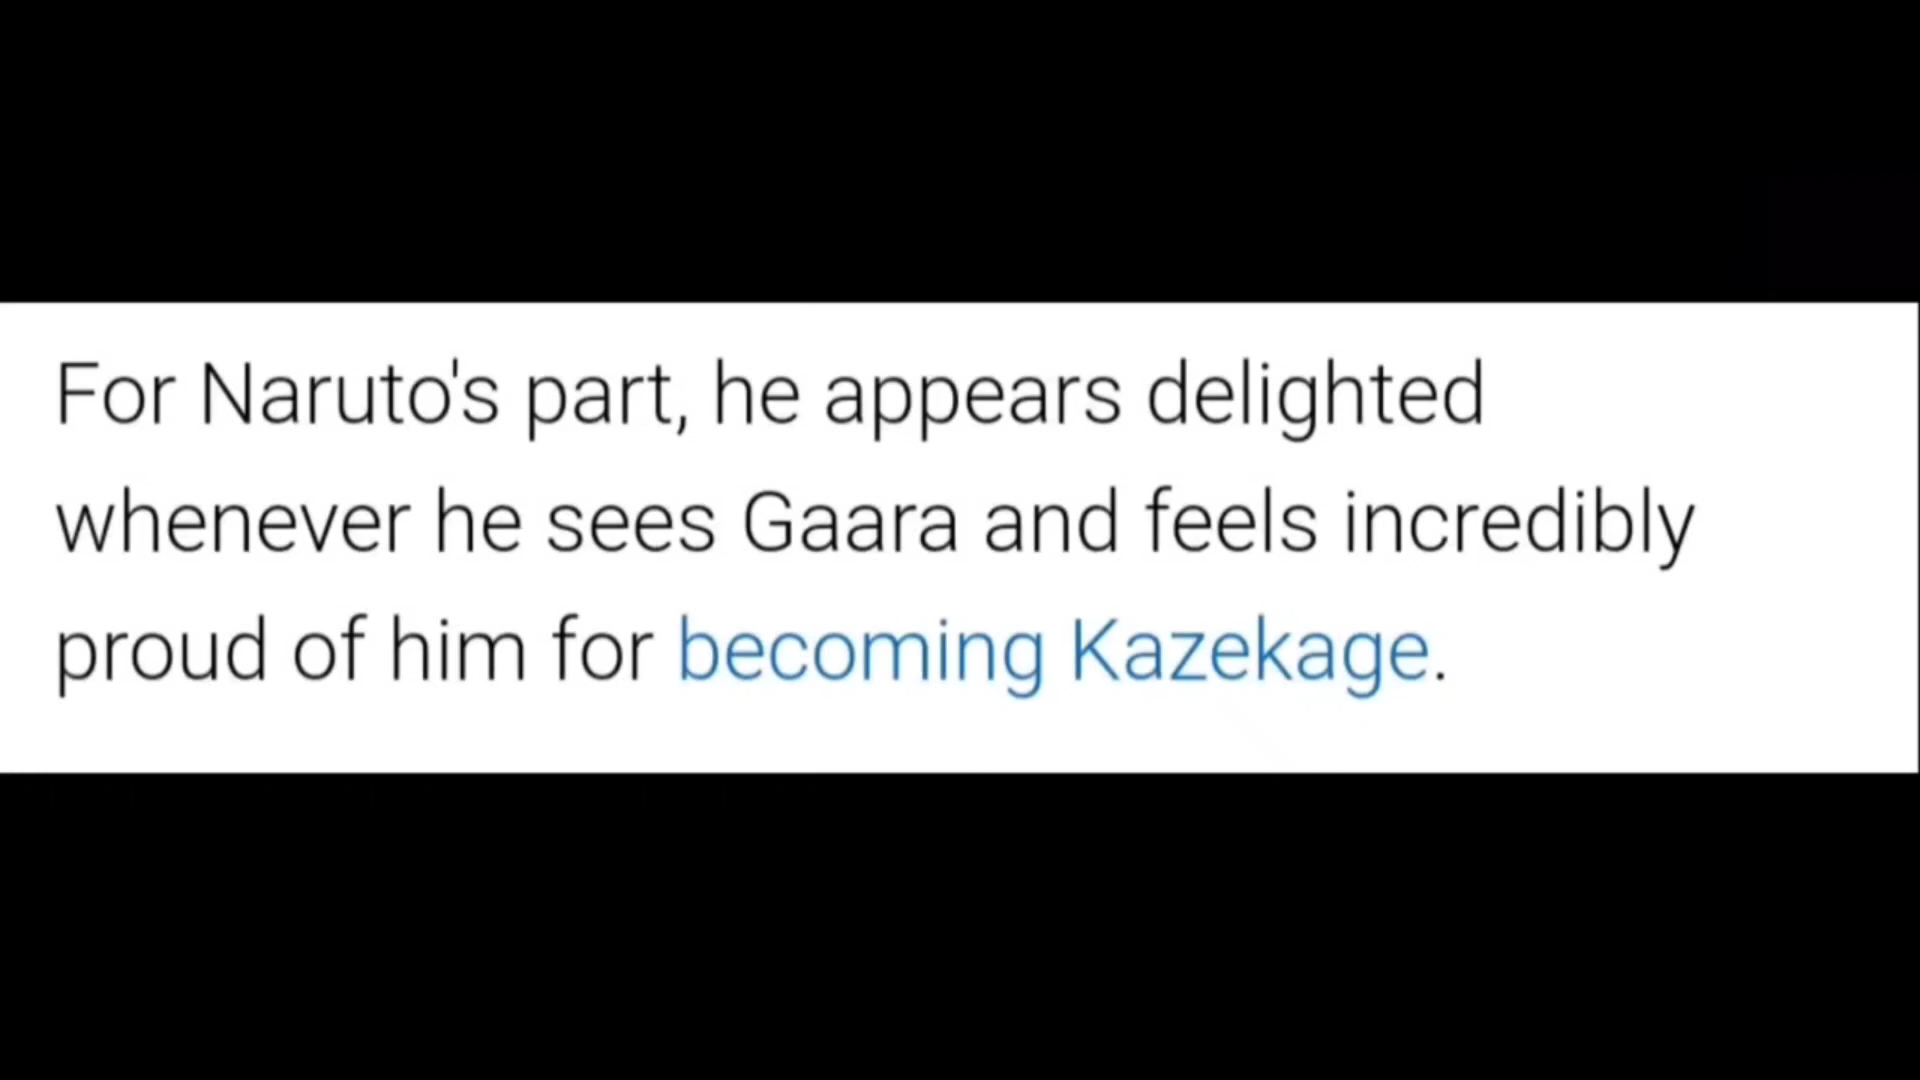 For Naruto's part, he appears delighted
whenever he sees Gaara and feels incredibly
proud of him for becoming Kazekage.